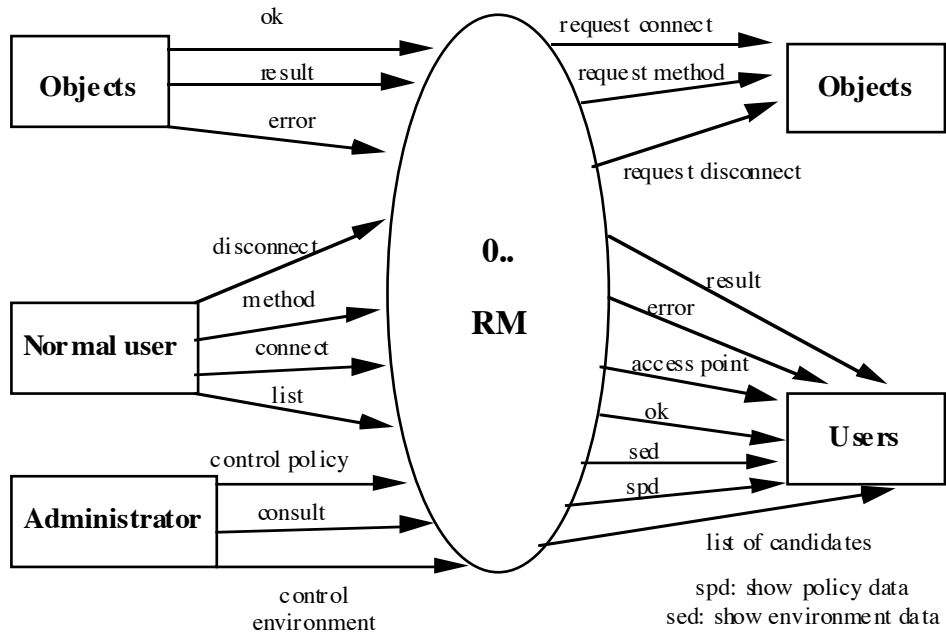 ok
request connect
Objects
result
request method
Objects
error
request disconnect
disconnect
0..
result
method
error
RM
Normal user
connect
access point
list
ok
Users
control policy
sed
Administrator
consult
spd
list of candidates
control
environment
spd: show policy data
sed: show environment data